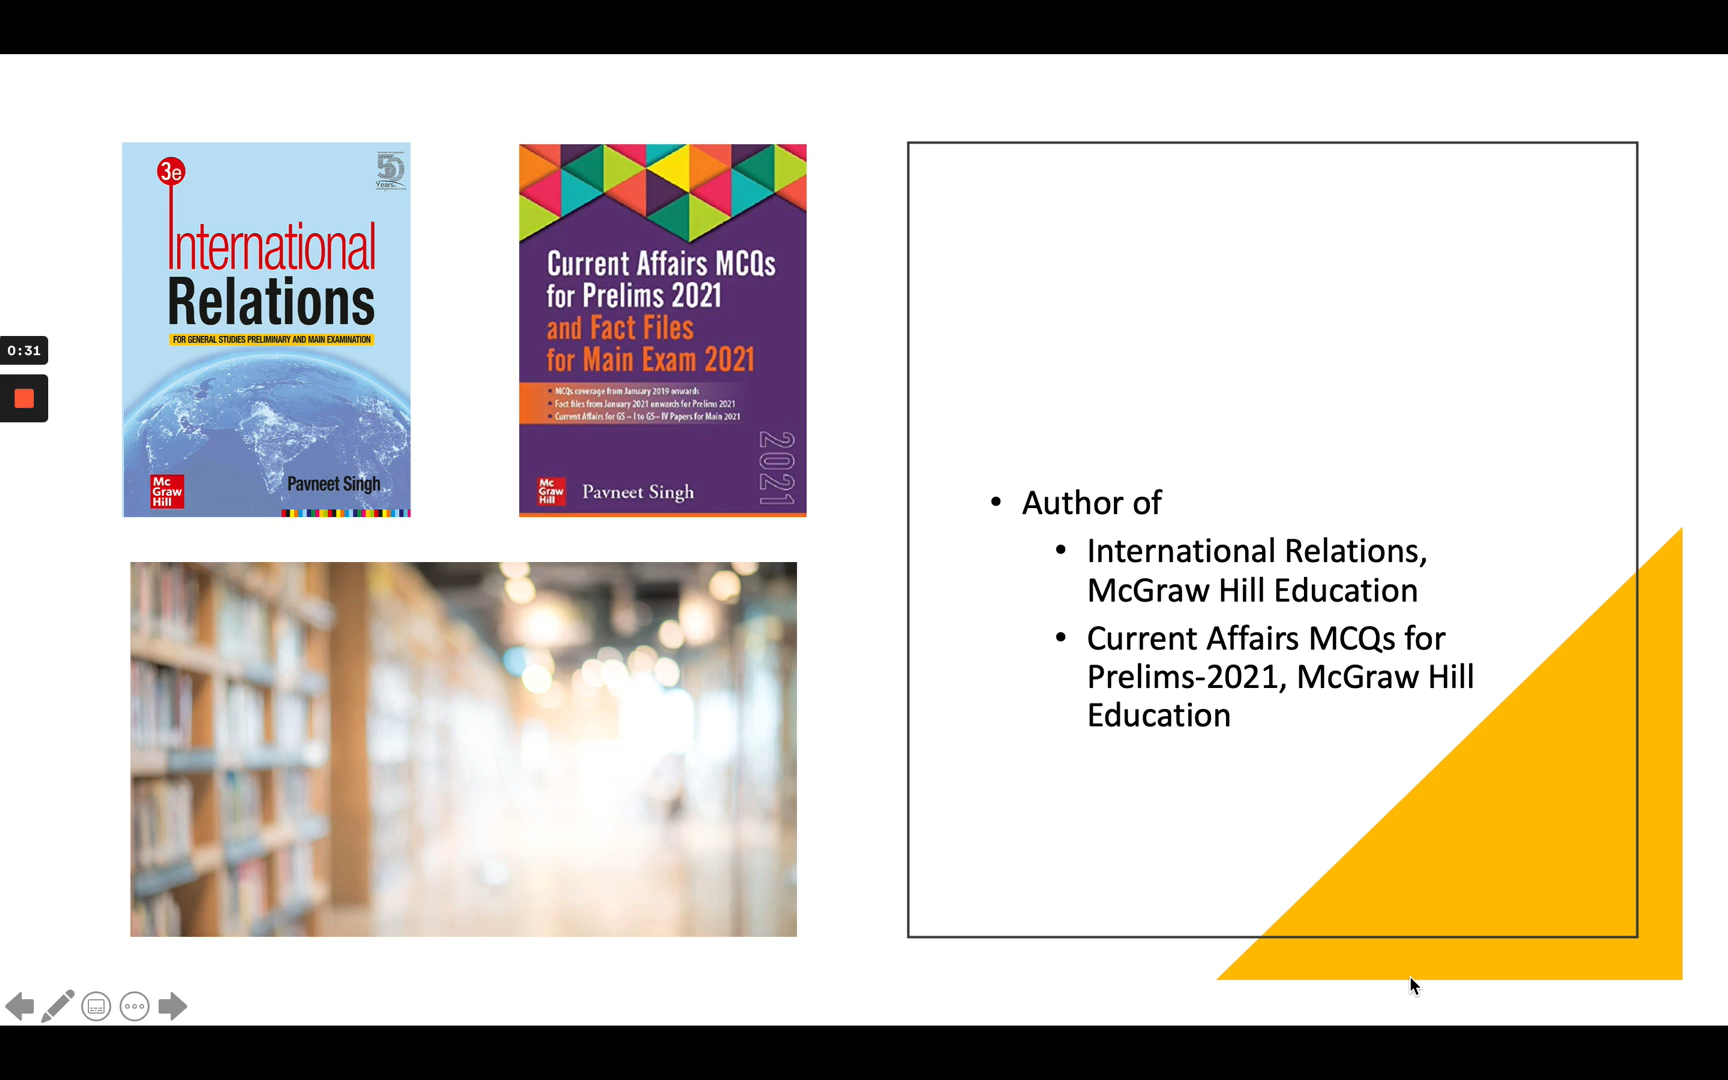 3e
50
Years
International
Relations
FOR GENERAL STUDIES PRELIMINARY AND MAIN EXAMINATION
Mc
Graw
Hill
Pavneet Singh
Current Affairs MCQs
for Prelims 2021
and Fact Files
for Main Exam 2021
• MCQs coverage from January 2019 onwards
• Fact files from January 2021 onwards for Prelims 2021
• Current Affairs for GS – I to GS– IV Papers for Main 2021
2021
Mc
Graw
Hill
Pavneet Singh
0:31
• Author of
• International Relations,
McGraw Hill Education
• Current Affairs MCQs for
Prelims-2021, McGraw Hill
Education